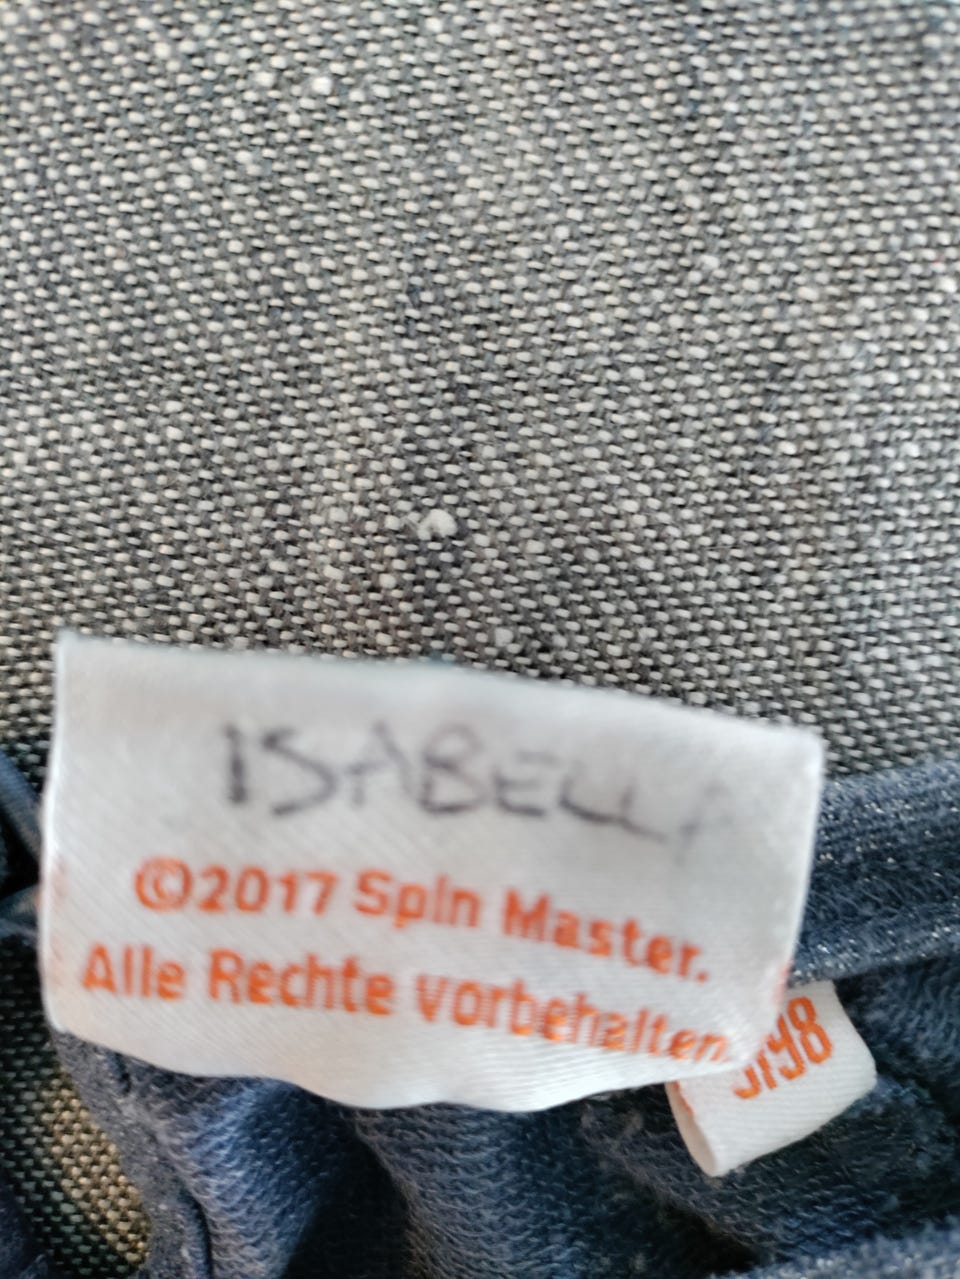 ISABELL
©2017 Spin Master.
Alle Rechte vorbehalten.